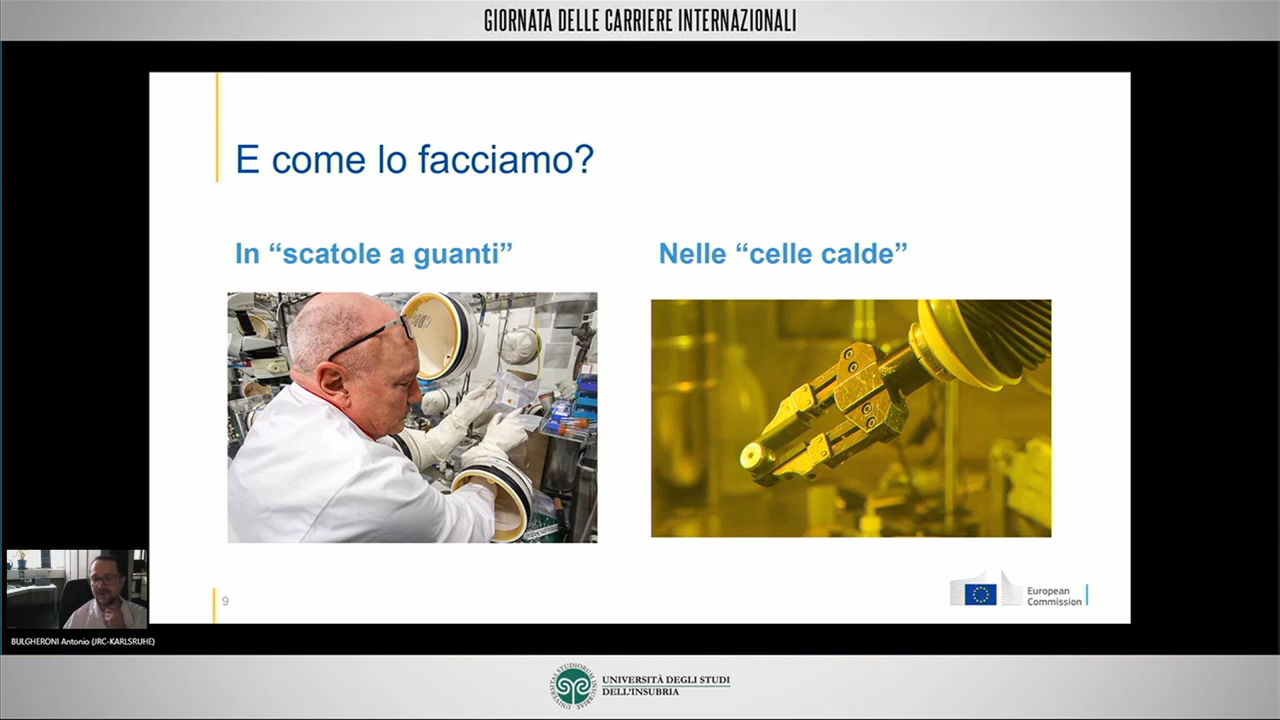 GIORNATA DELLE CARRIERE INTERNAZIONALI
E come lo facciamo?
In “scatole a guanti”
Nelle “celle calde”
9
European
Commission
BULGHERONI Antonio (JRC-KARLSRUHE)
UNIVERSITÀ DEGLI STUDI
DELL'INSUBRIA